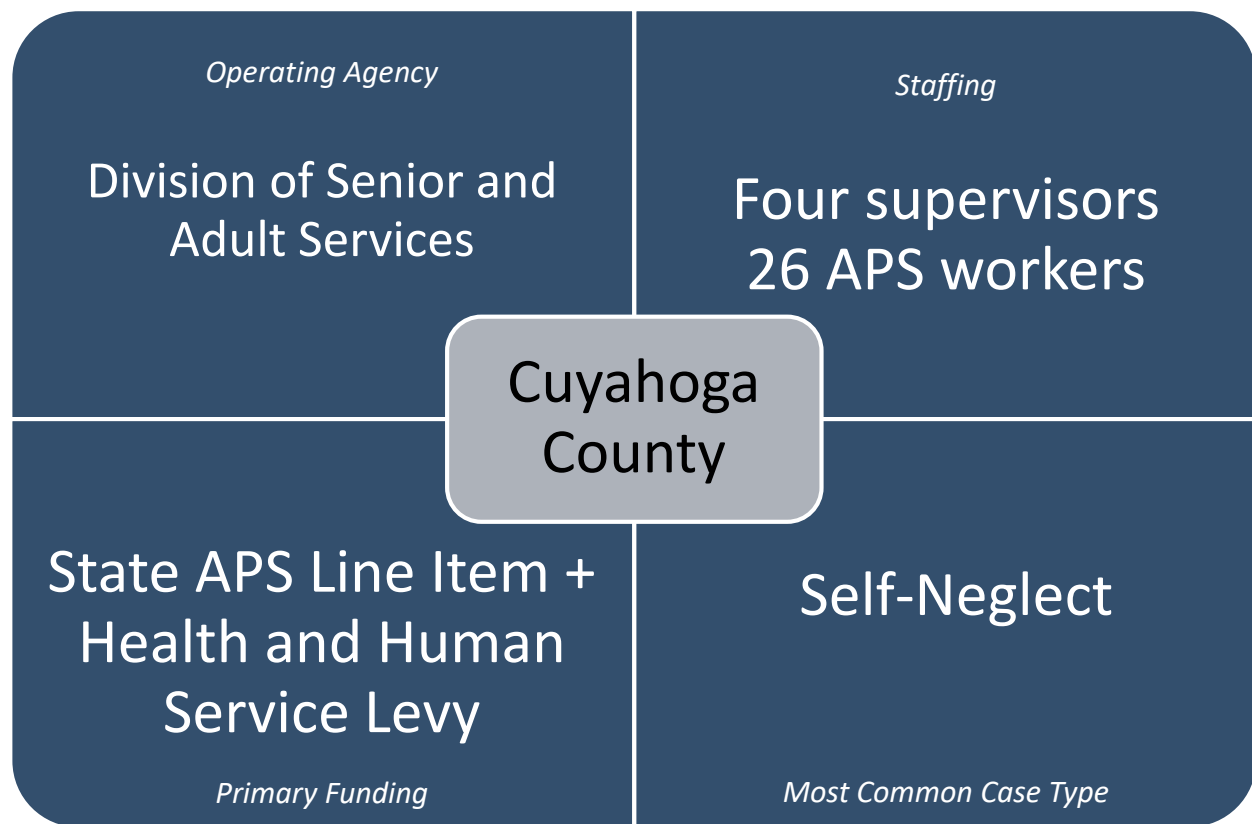 Operating Agency
Division of Senior and
Adult Services
Staffing
Four supervisors
26 APS workers
Cuyahoga
County
State APS Line Item +
Health and Human
Service Levy
Primary Funding
Self-Neglect
Most Common Case Type